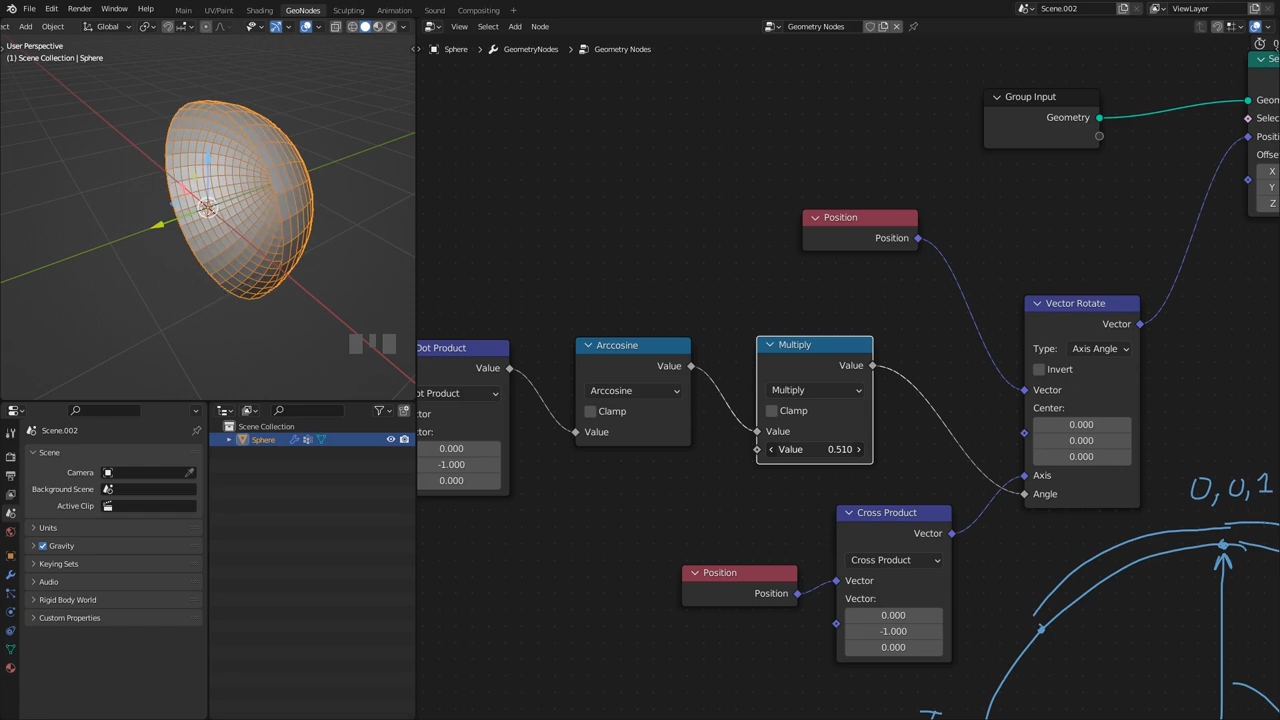 File Edit Render Window Help Main UV/Paint Shading GeoNodes Sculpting Sound Compositing + Scene.002 ViewLayer
Add Object Global View Select Add Node Geometry Nodes
User Perspective
(1) Scene Collection | Sphere
Sphere > GeometryNodes > Geometry Nodes
Group Input
Geometry
Position
Position
Vector Rotate
Vector
Type: Axis Angle
Invert
Vector
Center:
0.000
0.000
0.000
Axis
Angle
Dot Product
Value
0.000
-1.000
0.000
Arccosine
Value
Arccosine
Clamp
Value
Multiply
Value
Multiply
Clamp
Value
Value 0.510
Cross Product
Vector
Cross Product
Vector
Vector:
0.000
-1.000
0.000
Position
Position
Offset
X
Y
Z
0,0,1
Scene.002
Scene
Camera
Background Scene
Active Clip
Units
Gravity
Keying Sets
Audio
Rigid Body World
Custom Properties
Scene Collection
Sphere